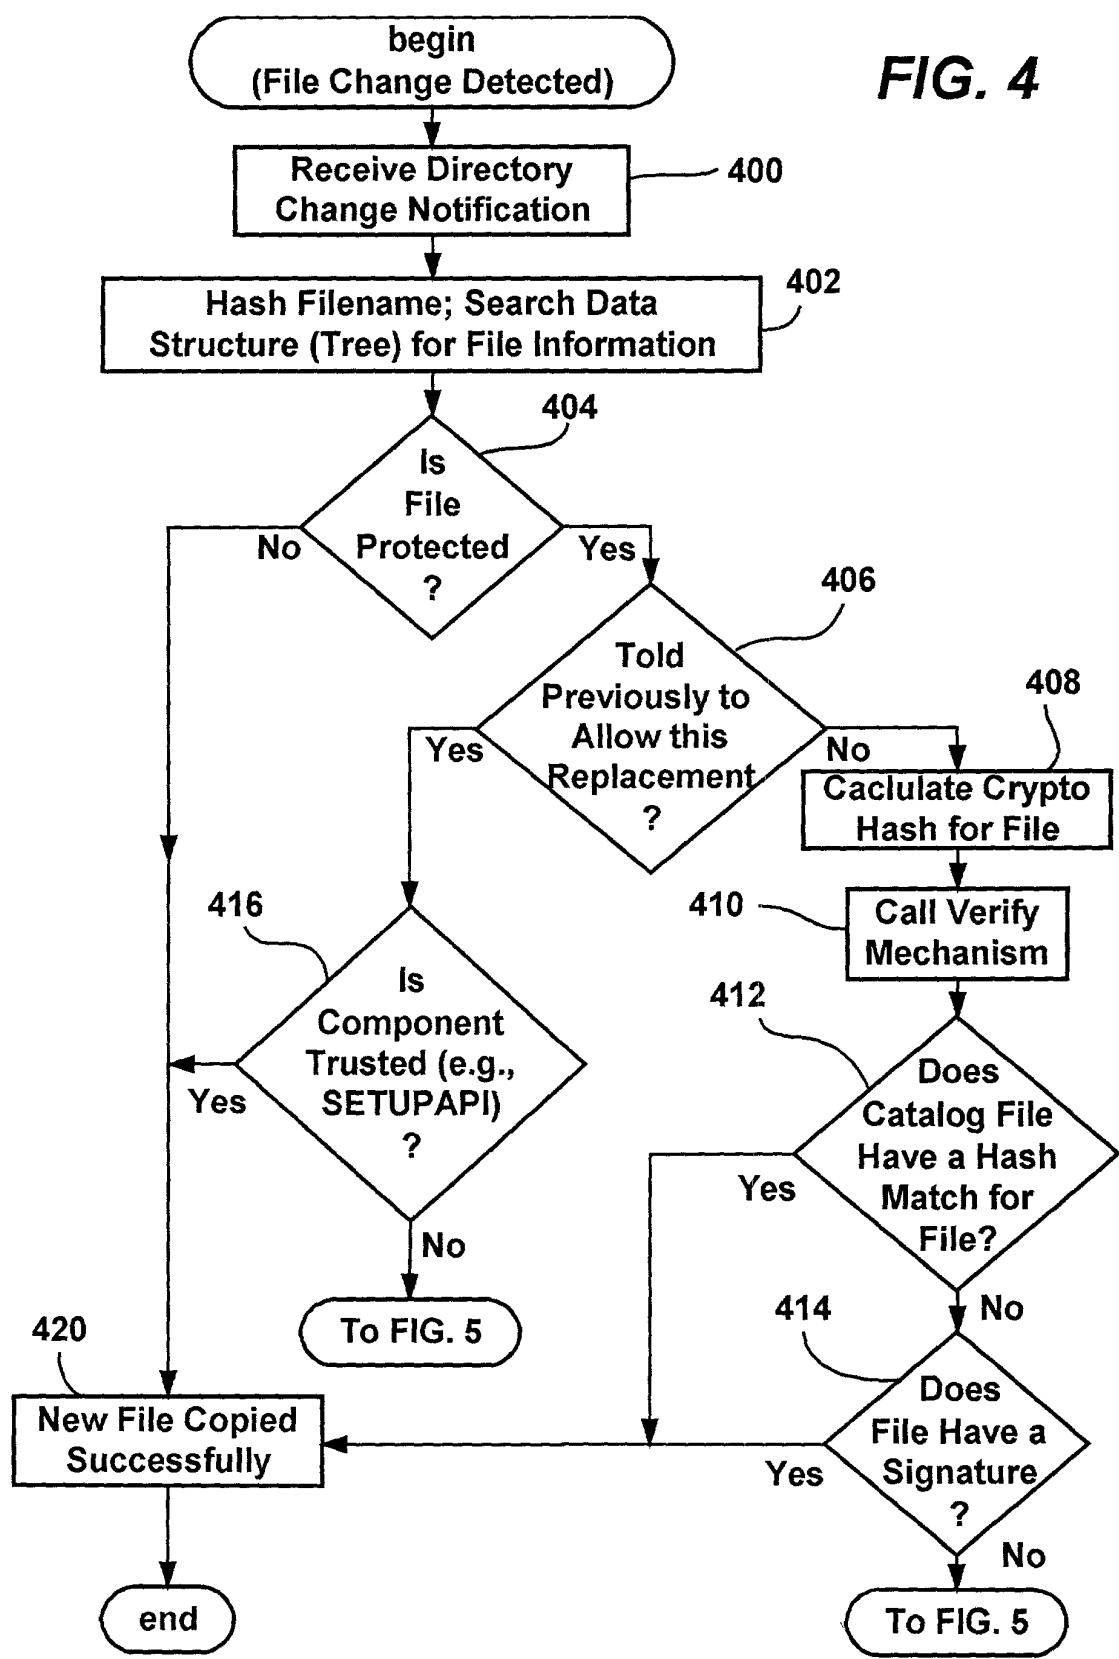 begin
(File Change Detected)
FIG. 4
Receive Directory
Change Notification
400
Hash Filename; Search Data
Structure (Tree) for File Information
402
404
Is
File
Protected
?
No
Yes
406
Told
Previously to
Allow this
Replacement
?
Yes
No
408
Caclulate Crypto
Hash for File
410
Call Verify
Mechanism
416
Is
Component
Trusted (e.g.,
SETUPAPI)
?
Yes
No
To FIG. 5
412
Does
Catalog File
Have a Hash
Match for
File?
Yes
No
414
Does
File Have a
Signature
?
Yes
No
To FIG. 5
420
New File Copied
Successfully
end